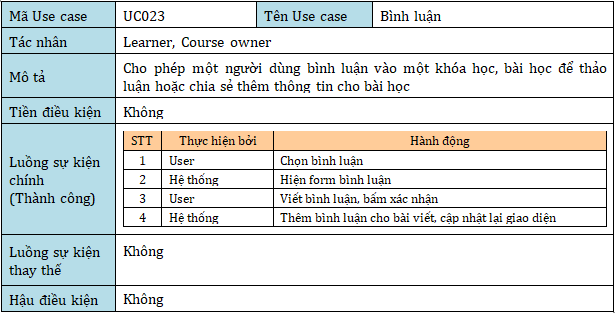 Mã Use case UC023 Tên Use case Bình luận
Tác nhân Learner, Course owner
Mô tả Cho phép một người dùng bình luận vào một khóa học, bài học để thảo
luận hoặc chia sẻ thêm thông tin cho bài học
Tiền điều kiện Không
Luồng sự kiện
chính
(Thành công)
STT Thực hiện bởi Hành động
1 User Chọn bình luận
2 Hệ thống Hiện form bình luận
3 User Viết bình luận, bấm xác nhận
4 Hệ thống Thêm bình luận cho bài viết, cập nhật lại giao diện
Luồng sự kiện
thay thế
Không
Hậu điều kiện Không